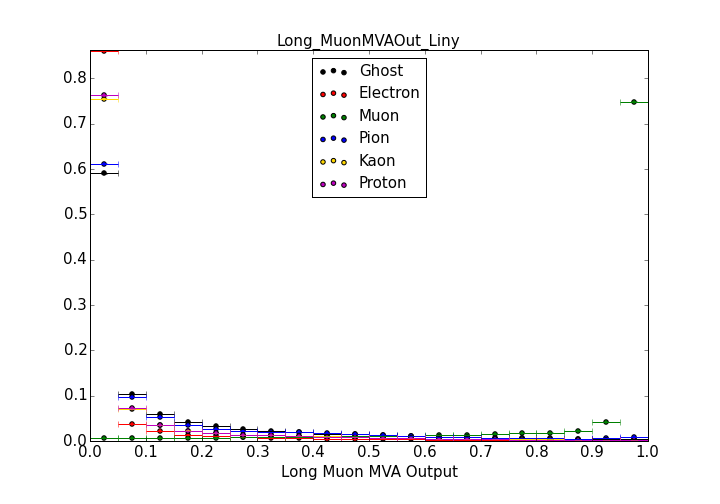 Long_MuonMVAOut_Liny
Ghost
Electron
Muon
Pion
Kaon
Proton
0.8
0.7
0.6
0.5
0.4
0.3
0.2
0.1
0.0
0.0 0.1 0.2 0.3 0.4 0.5 0.6 0.7 0.8 0.9 1.0
Long Muon MVA Output